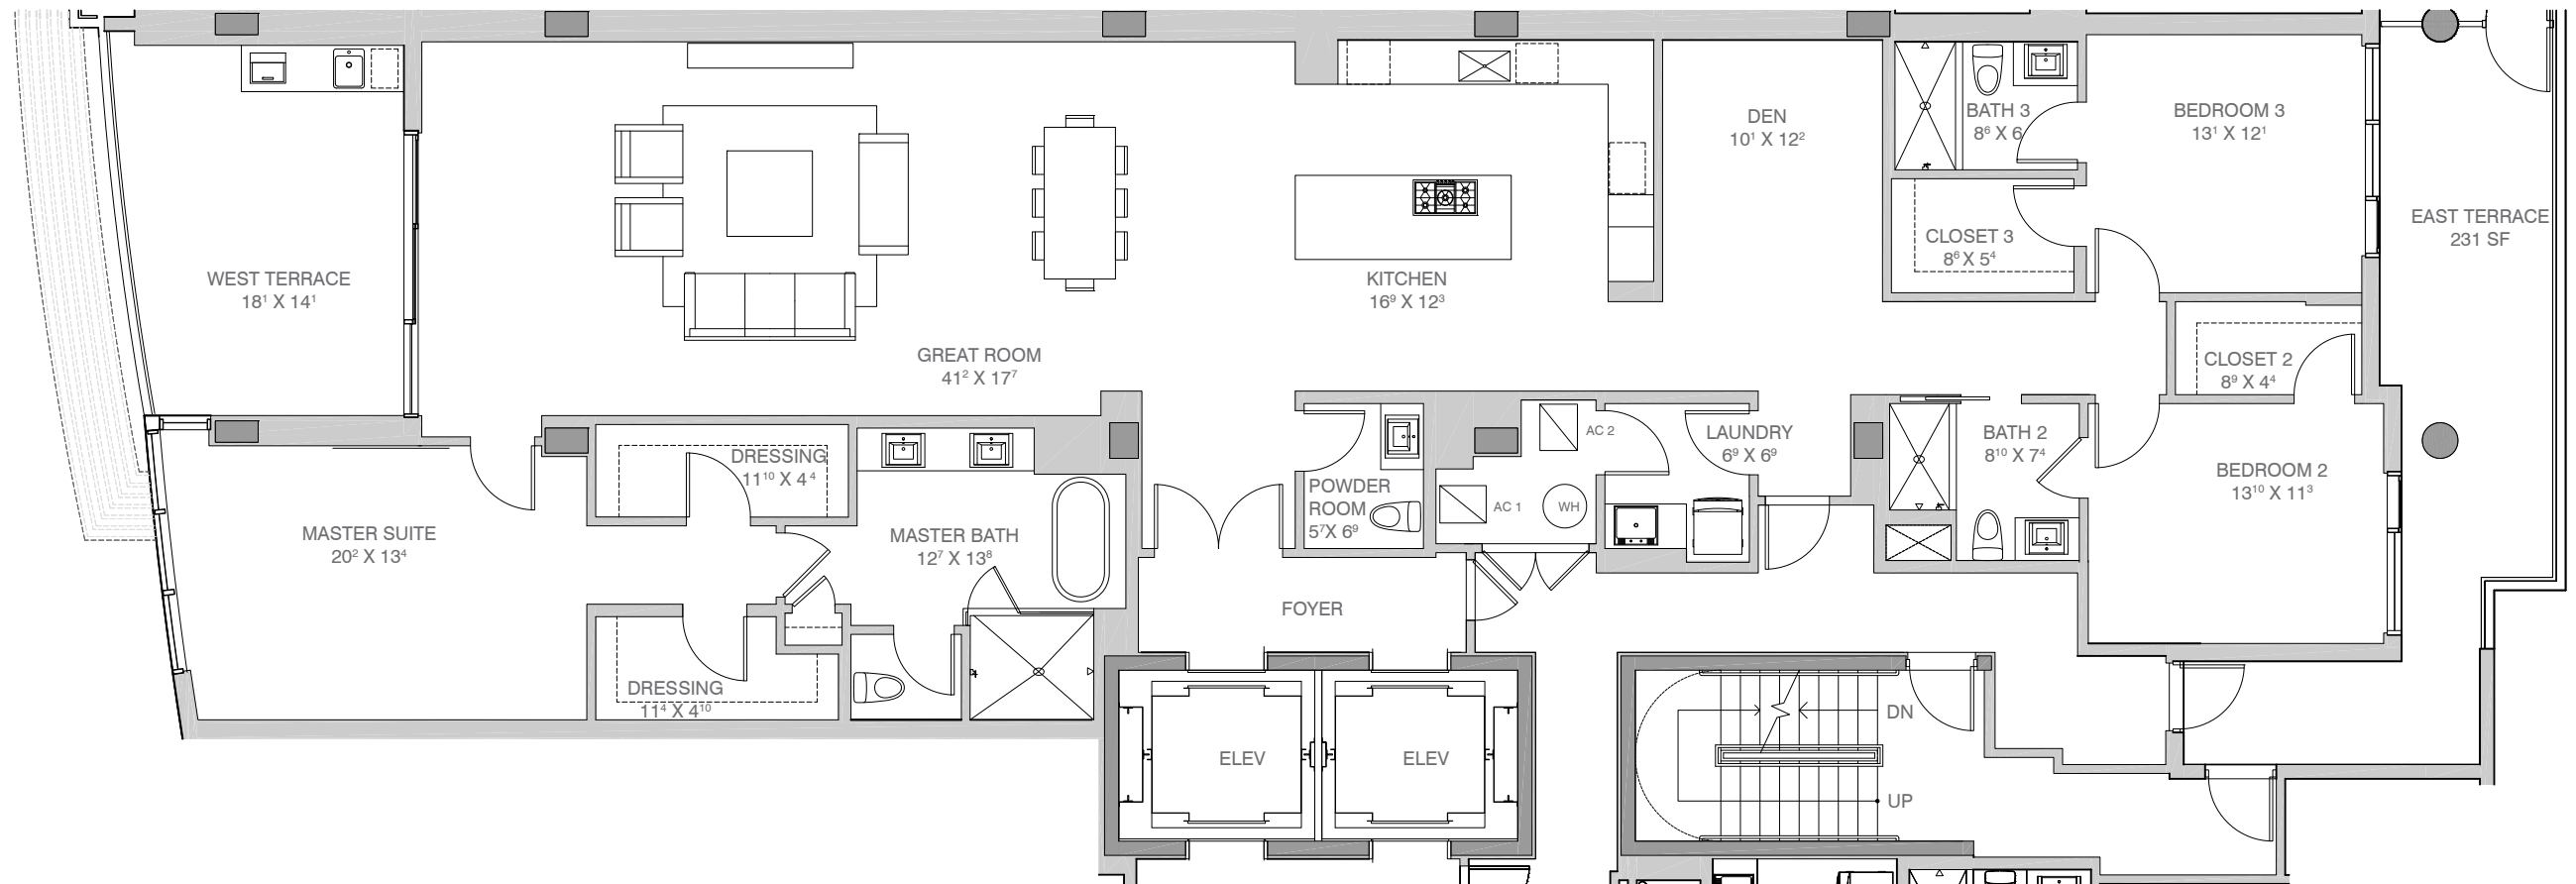 WEST TERRACE
18¹ X 14¹
GREAT ROOM
41² X 17⁷
KITCHEN
16⁹ X 12³
DEN
10¹ X 12²
BATH 3
8⁶ X 6
BEDROOM 3
13¹ X 12¹
CLOSET 3
8⁶ X 5⁴
EAST TERRACE
231 SF
CLOSET 2
8⁹ X 4⁴
MASTER SUITE
20² X 13⁴
DRESSING
11¹⁰ X 4⁴
MASTER BATH
12⁷ X 13⁸
DRESSING
11⁴ X 4¹⁰
POWDER
ROOM
5⁷X 6⁹
AC 2
AC 1
WH
LAUNDRY
6⁹ X 6⁹
BATH 2
8¹⁰ X 7⁴
BEDROOM 2
13¹⁰ X 11³
FOYER
ELEV
ELEV
DN
UP